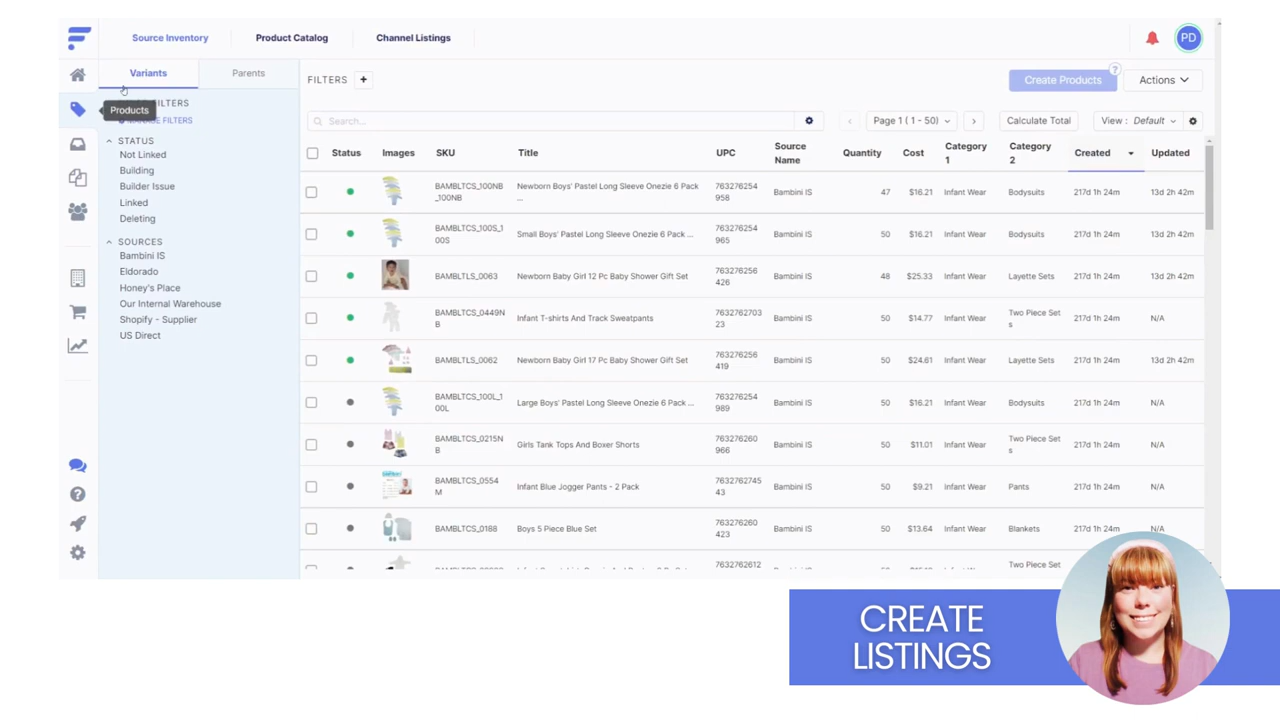 Source Inventory
Product Catalog
Channel Listings
PD
Variants
Parents
FILTERS +
?
Create Products
Actions
FILTERS
Products
FILTERS
Search...
Page 1 ( 1 - 50)
Calculate Total
View : Default
STATUS
Not Linked
Building
Builder Issue
Linked
Deleting
SOURCES
Bambini IS
Eldorado
Honey's Place
Our Internal Warehouse
Shopify - Supplier
US Direct
Status Images SKU Title UPC Source Name Quantity Cost Category 1 Category 2 Created Updated
BAMBLTCS_100NB_100NB Newborn Boys' Pastel Long Sleeve Onezie 6 Pack ... 763276254958 Bambini IS 47 $16.21 Infant Wear Bodysuits 217d 1h 24m 13d 2h 42m
BAMBLTCS_100S_100S Small Boys' Pastel Long Sleeve Onezie 6 Pack ... 763276254965 Bambini IS 50 $16.21 Infant Wear Bodysuits 217d 1h 24m 13d 2h 42m
BAMBLTLS_0063 Newborn Baby Girl 12 Pc Baby Shower Gift Set 763276256426 Bambini IS 48 $25.33 Infant Wear Layette Sets 217d 1h 24m 13d 2h 42m
BAMBLTCS_0449NB Infant T-shirts And Track Sweatpants 763276270323 Bambini IS 50 $14.77 Infant Wear Two Piece Sets 217d 1h 24m N/A
BAMBLTLS_0062 Newborn Baby Girl 17 Pc Baby Shower Gift Set 763276256419 Bambini IS 50 $24.61 Infant Wear Layette Sets 217d 1h 24m 13d 2h 42m
BAMBLTCS_100L_100L Large Boys' Pastel Long Sleeve Onezie 6 Pack ... 763276254989 Bambini IS 50 $16.21 Infant Wear Bodysuits 217d 1h 24m N/A
BAMBLTCS_0215NB Girls Tank Tops And Boxer Shorts 763276260966 Bambini IS 50 $11.01 Infant Wear Two Piece Sets 217d 1h 24m N/A
BAMBLTCS_0554M Infant Blue Jogger Pants - 2 Pack 763276274543 Bambini IS 50 $9.21 Infant Wear Pants 217d 1h 24m N/A
BAMBLTCS_0188 Boys 5 Piece Blue Set 763276260423 Bambini IS 50 $13.64 Infant Wear Blankets 217d 1h 24m N/A
7632762612
Two Piece Set
CREATE
LISTINGS